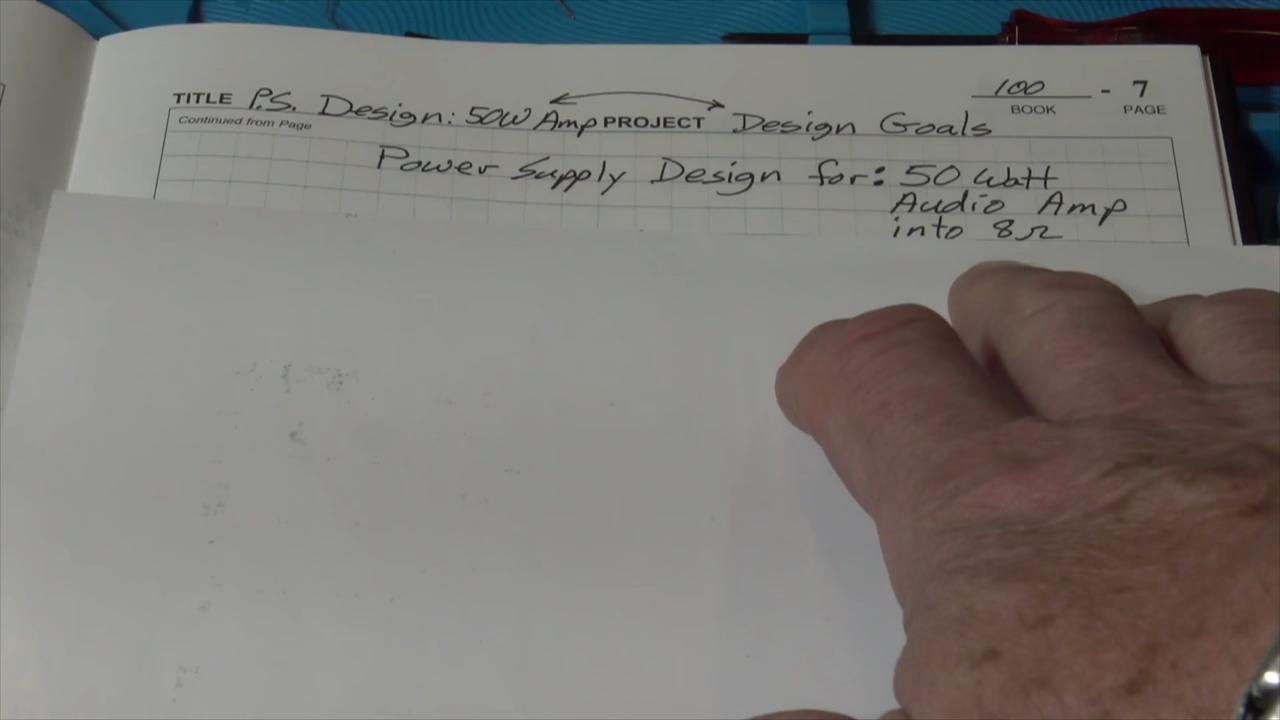 100 - 7
BOOK PAGE
TITLE P.S. Design: 50W Amp PROJECT Design Goals
Continued from Page
Power Supply Design for: 50 Watt
Audio Amp
into 8Ω